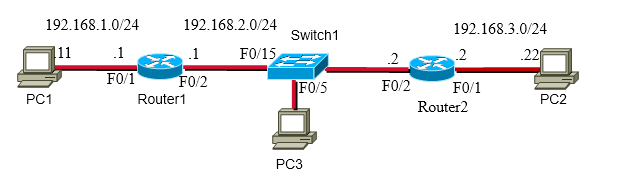 192.168.1.0/24
192.168.2.0/24
192.168.3.0/24
Switch1
11
.1
.1
F0/15
.2
.2
.22
F0/1
F0/2
F0/5
F0/2
F0/1
PC1
Router1
Router2
PC2
PC3